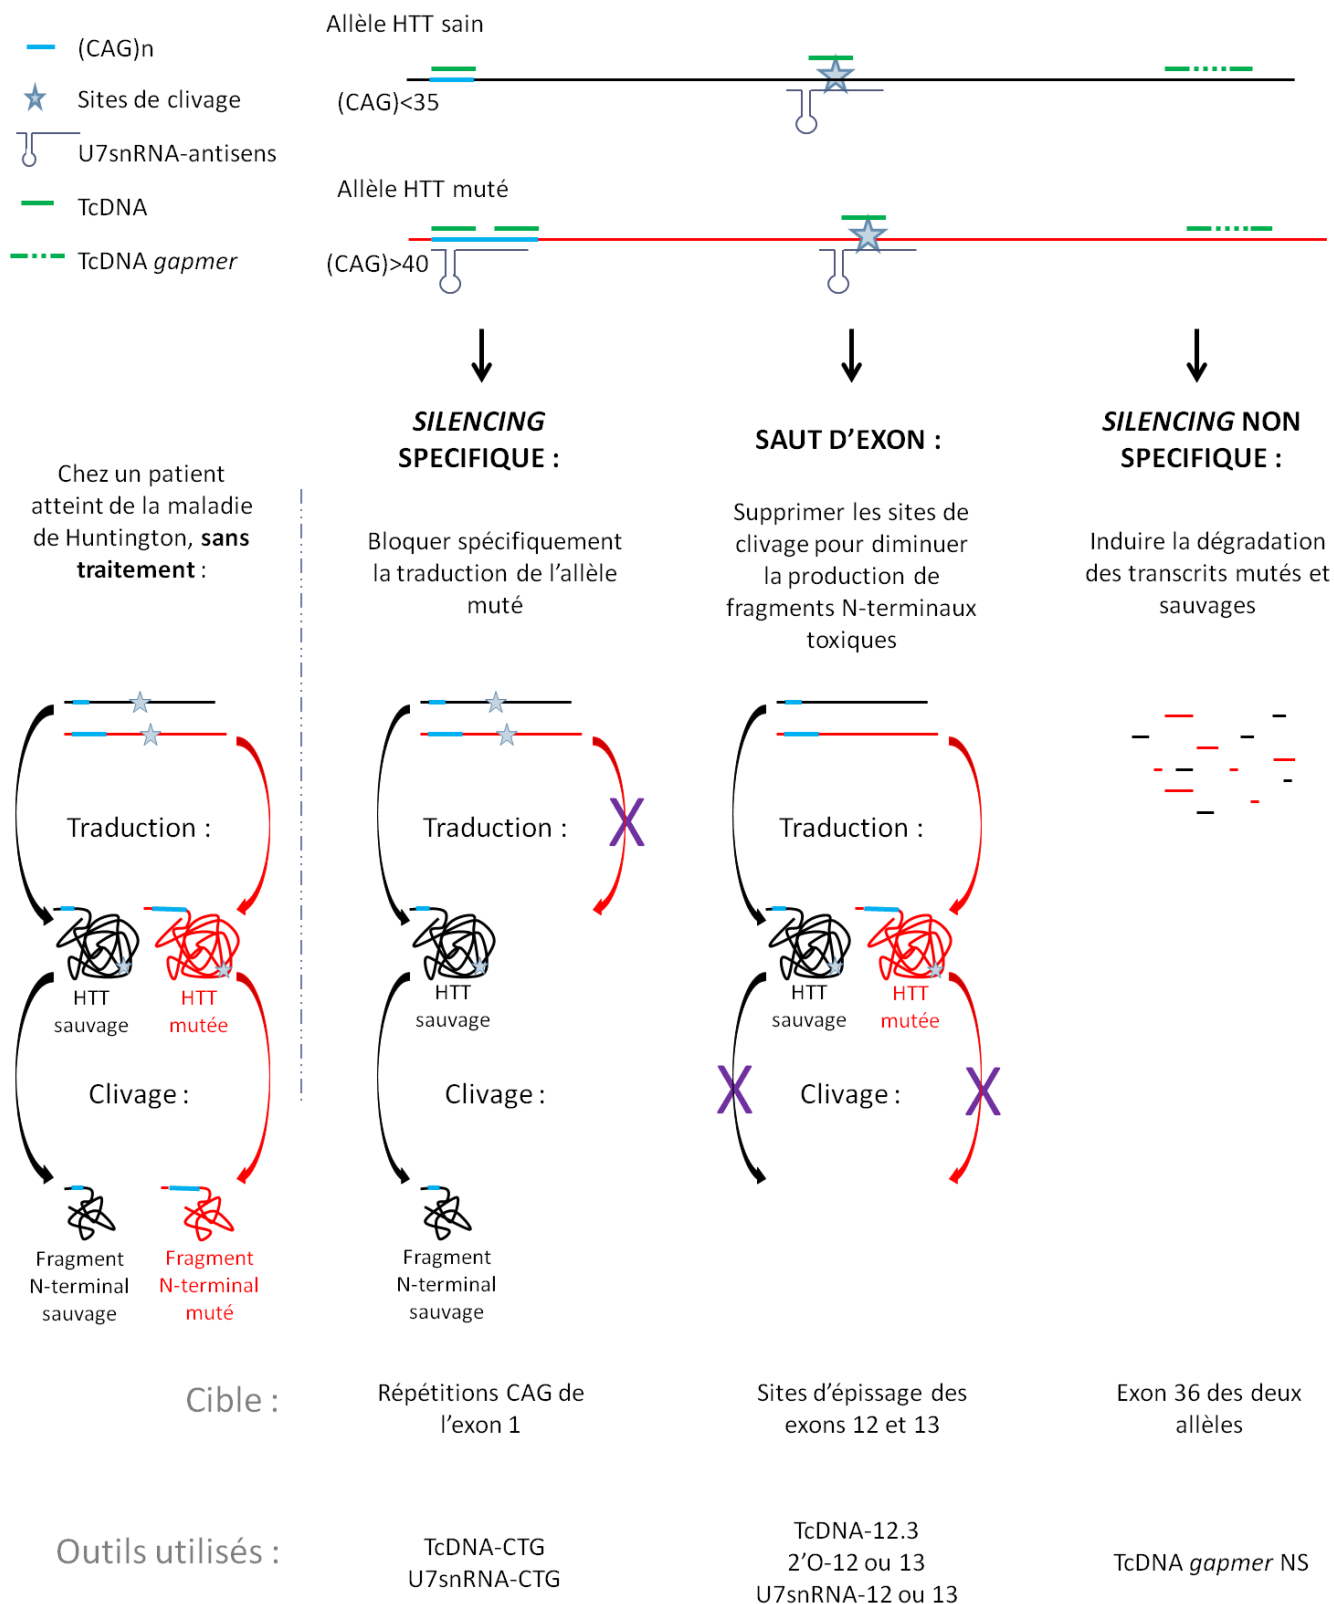 (CAG)n
Sites de clivage
U7snRNA-antisens
TcDNA
TcDNA gapmer
Allèle HTT sain
(CAG)<35
Allèle HTT muté
(CAG)>40
Chez un patient
atteint de la maladie
de Huntington, sans
traitement :
Traduction :
HTT
sauvage
HTT
mutée
Clivage :
Fragment
N-terminal
sauvage
Fragment
N-terminal
muté
SILENCING
SPECIFIQUE :
Bloquer spécifiquement
la traduction de l'allèle
muté
Traduction :
HTT
sauvage
Clivage :
Fragment
N-terminal
sauvage
SAUT D'EXON :
Supprimer les sites de
clivage pour diminuer
la production de
fragments N-terminaux
toxiques
Traduction :
HTT
sauvage
HTT
mutée
Clivage :
SILENCING NON
SPECIFIQUE :
Induire la dégradation
des transcrits mutés et
sauvages
Cible :
Répétitions CAG de
l'exon 1
Sites d'épissage des
exons 12 et 13
Exon 36 des deux
allèles
Outils utilisés :
TcDNA-CTG
U7snRNA-CTG
TcDNA-12.3
2'O-12 ou 13
U7snRNA-12 ou 13
TcDNA gapmer NS